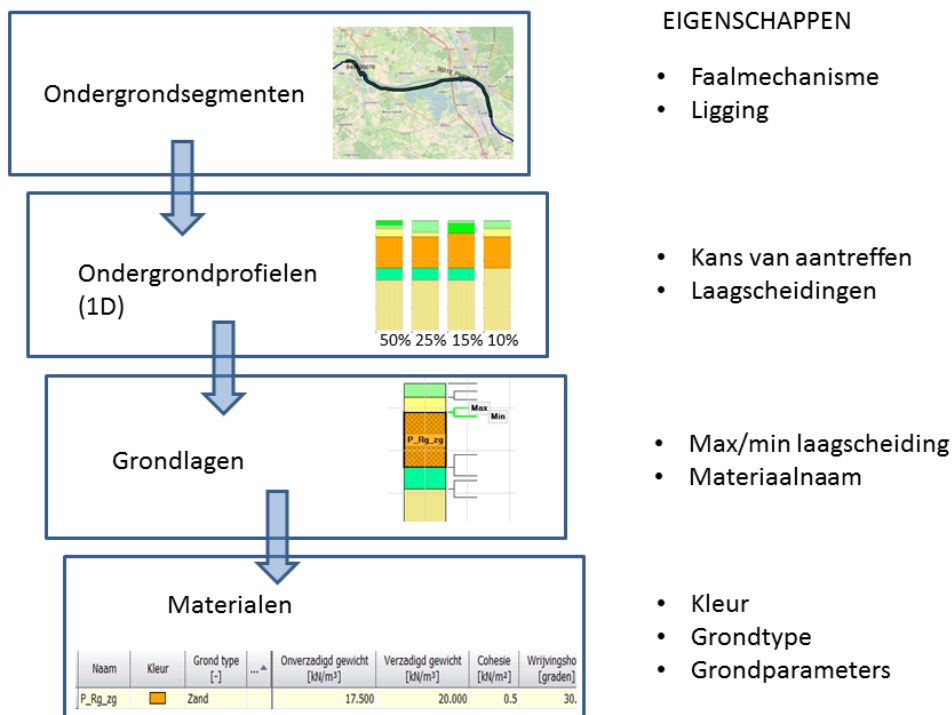 EIGENSCHAPPEN
Ondergrondsegmenten
• Faalmechanisme
• Ligging
Ondergrondprofielen
(1D)
50% 25% 15% 10%
• Kans van aantreffen
• Laagscheidingen
Grondlagen
Max
Min
P_Rg_zg
• Max/min laagscheiding
• Materiaalnaam
Materialen
Naam Kleur Grond type [-] ... Onverzadigd gewicht [kN/m³] Verzadigd gewicht [kN/m³] Cohesie [kN/m²] Wrijvingsho [graden]
P_Rg_zg Zand 17.500 20.000 0.5 30.
• Kleur
• Grondtype
• Grondparameters